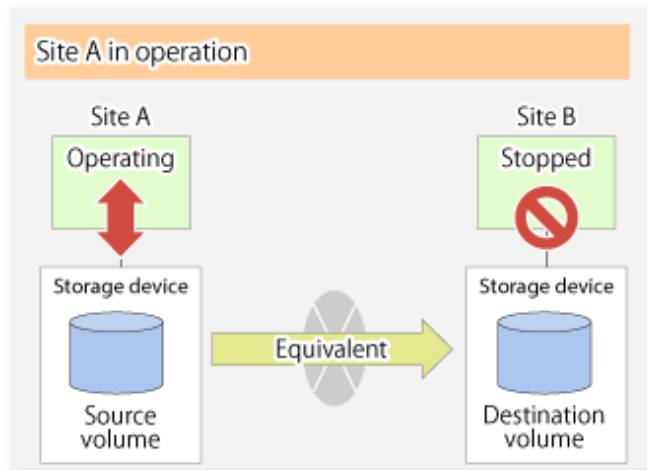 Site A in operation
Site A
Site B
Operating
Stopped
Storage device
Storage device
Equivalent
Source
volume
Destination
volume